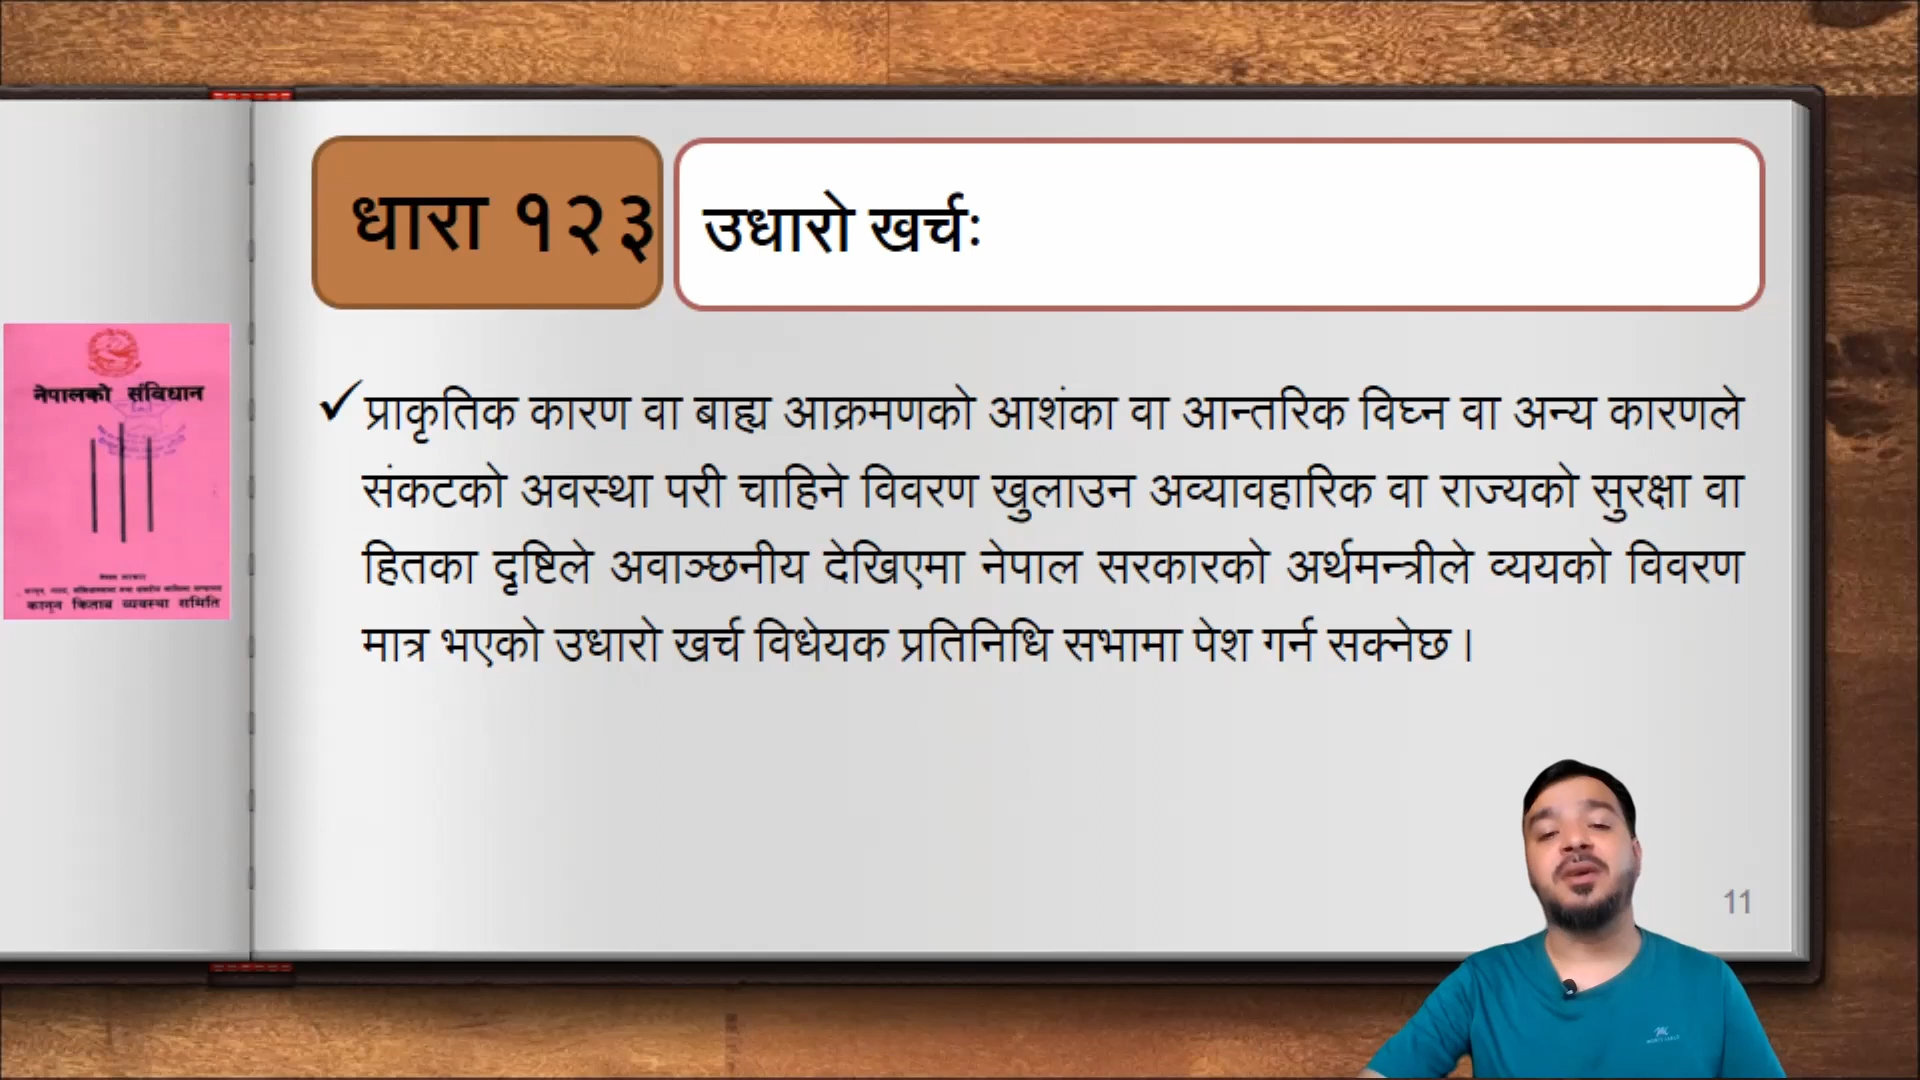 धारा १२३
उधारो खर्चः
नेपालको संविधान
कानून किताब व्यवस्था समिति
प्राकृतिक कारण वा बाह्य आक्रमणको आशंका वा आन्तरिक विघ्न वा अन्य कारणले
संकटको अवस्था परी चाहिने विवरण खुलाउन अव्यावहारिक वा राज्यको सुरक्षा वा
हितका दृष्टिले अवाञ्छनीय देखिएमा नेपाल सरकारको अर्थमन्त्रीले व्ययको विवरण
मात्र भएको उधारो खर्च विधेयक प्रतिनिधि सभामा पेश गर्न सक्नेछ ।
11